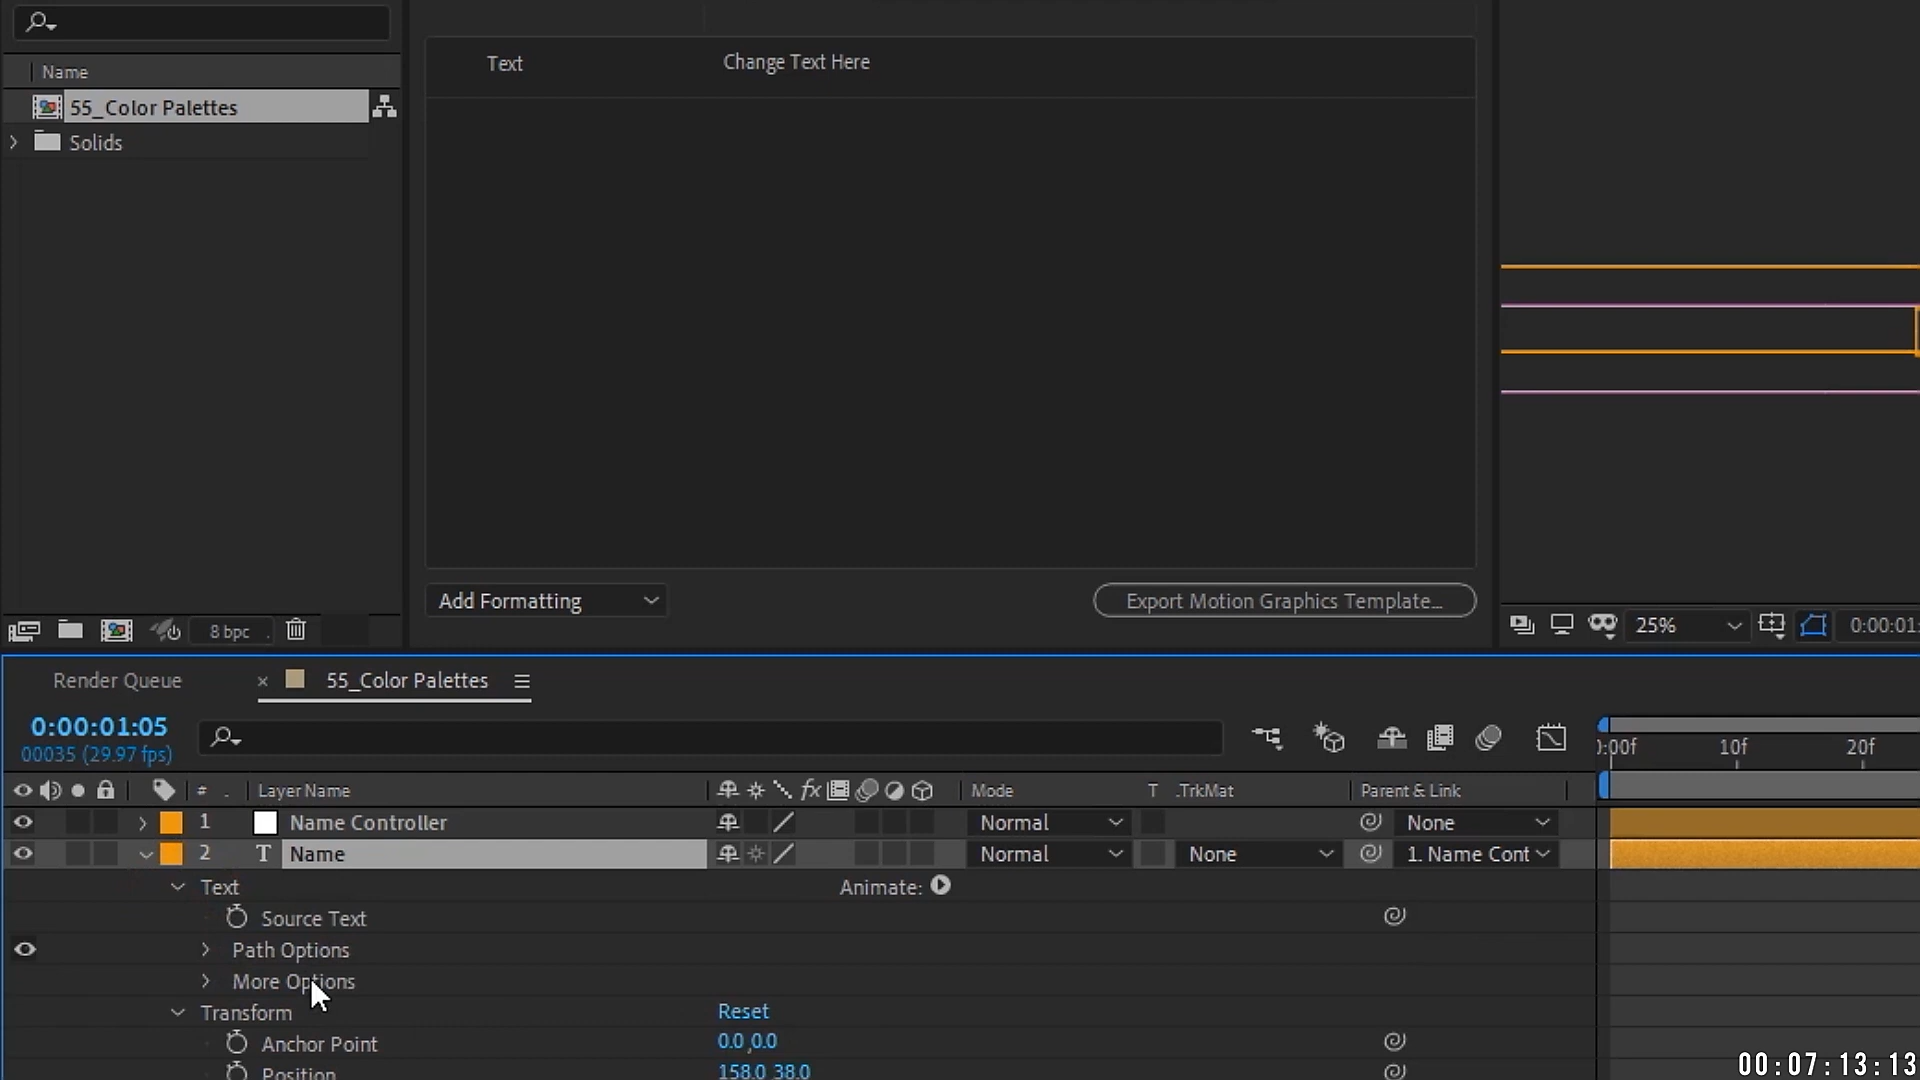 Name
55_Color Palettes
Solids
Text Change Text Here
Add Formatting
Export Motion Graphics Template...
8 bpc
25%
0:00:01:
Render Queue
× 55_Color Palettes
0:00:01:05
00035 (29.97 fps)
):00f 10f 20f
# . Layer Name fx Mode T .TrkMat Parent & Link
1 Name Controller Normal None
2 T Name Normal None 1. Name Cont
Text Animate:
Source Text
Path Options
More Options
Transform Reset
Anchor Point 0.0,0.0
Position 158.0 38.0
00:07:13:13